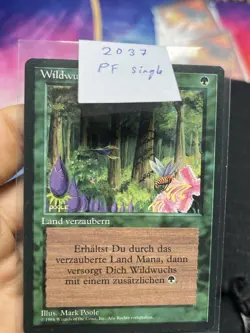 2037
PF single
Wildwu
POOLE
Land verzaubern
Erhältst Du durch das
verzauberte Land Mana, dann
versorgt Dich Wildwuchs
mit einem zusätzlichen
Illus. Mark Poole